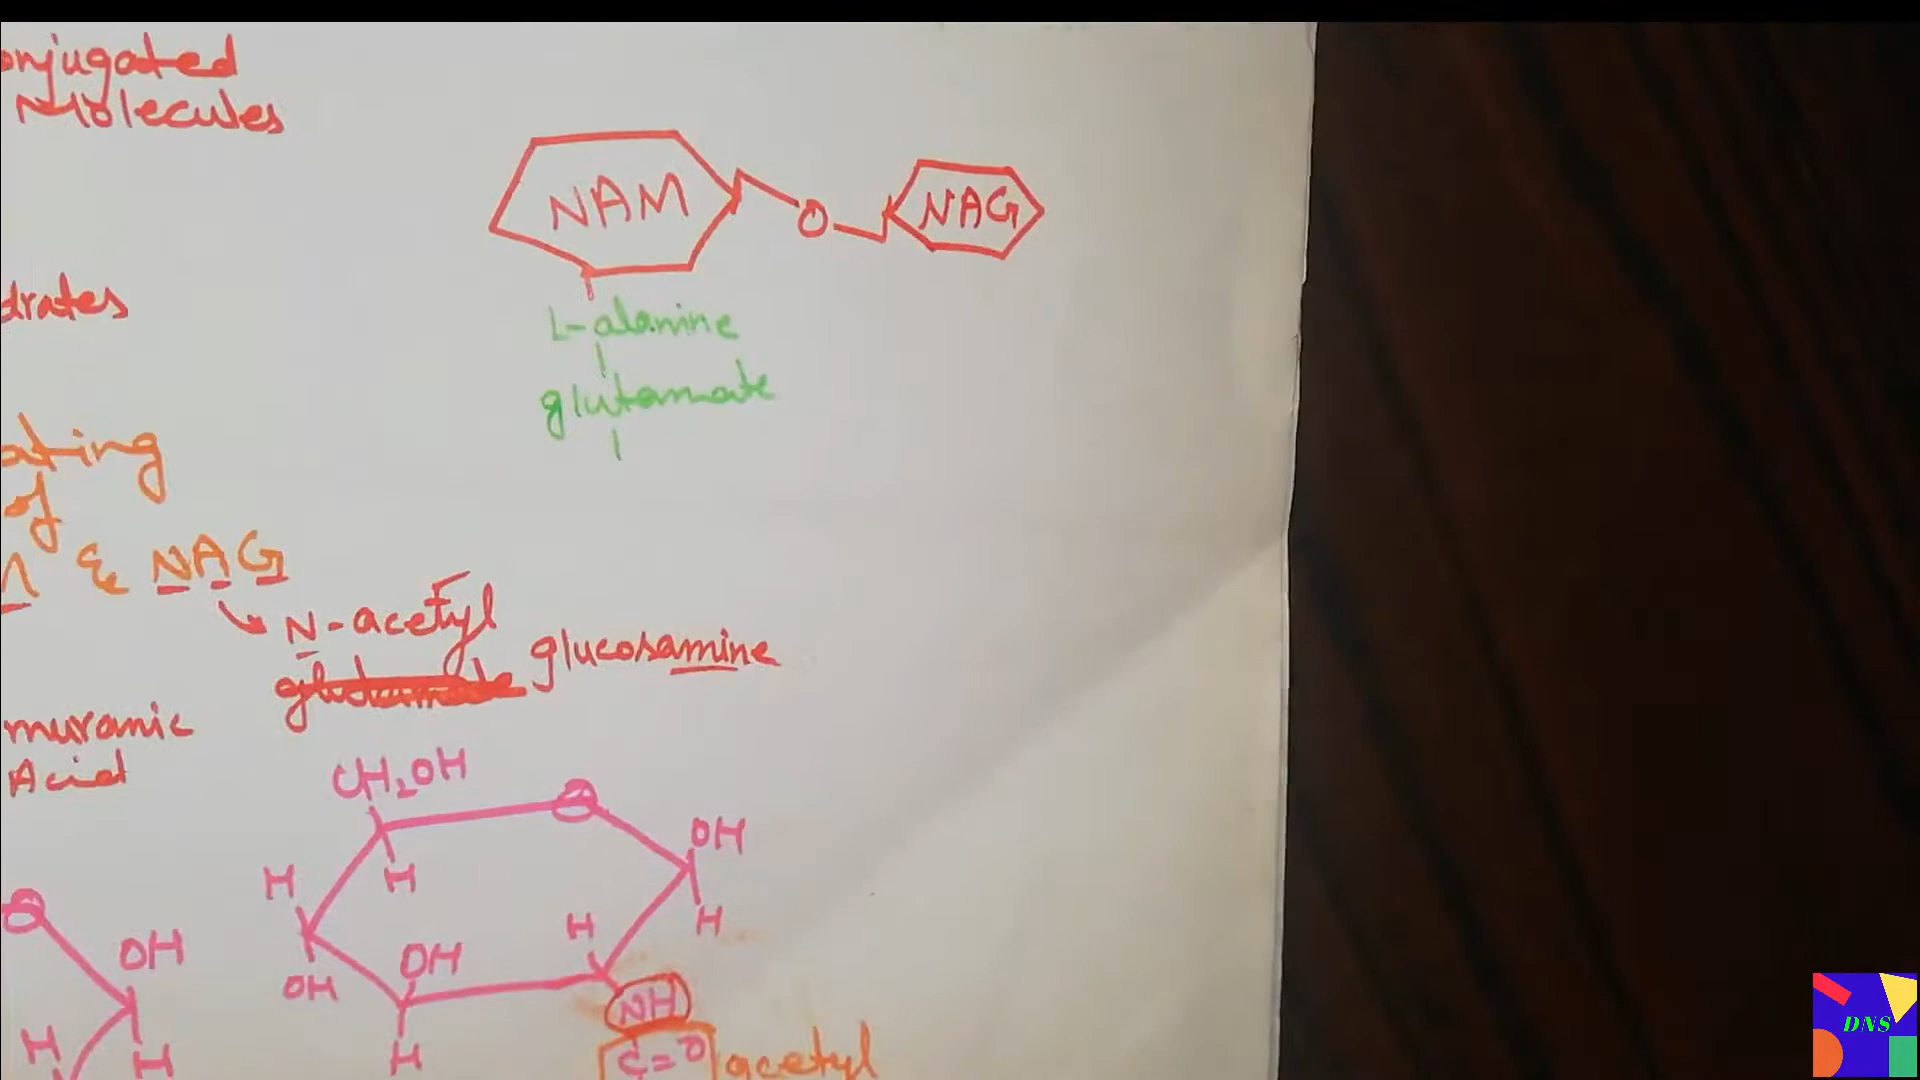 onjugated
Molecules
NAM
O
NAG
L-alanine
glutamate
drates
ating
of
& NAG
N-acetyl
glucosamine
muramic
Acid
CH2OH
O
OH
H
H
H
H
OH
OH
H
NH
C=O
acetyl
O
OH
H
H
DNS